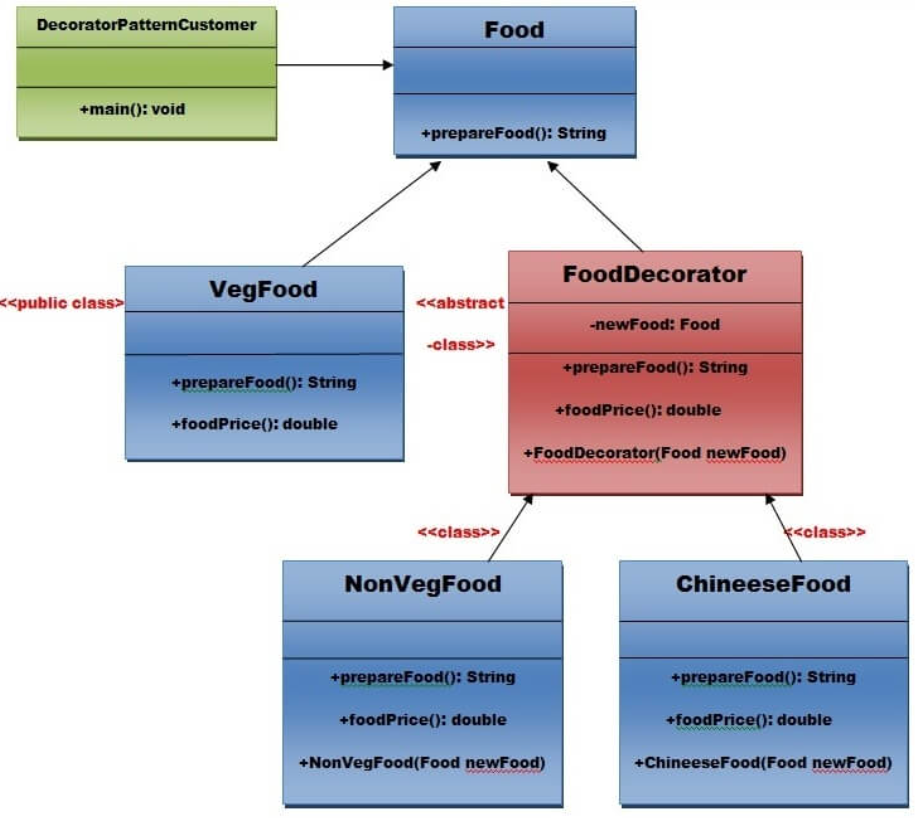 DecoratorPatternCustomer
+main(): void
Food
+prepareFood(): String
<<public class>
VegFood
+prepareFood(): String
+foodPrice(): double
<<abstract
-class>>
FoodDecorator
-newFood: Food
+prepareFood(): String
+foodPrice(): double
+FoodDecorator(Food newFood)
<<class>>
<<class>>
NonVegFood
+prepareFood(): String
+foodPrice(): double
+NonVegFood(Food newFood)
ChineeseFood
+prepareFood(): String
+foodPrice(): double
+ChineeseFood(Food newFood)